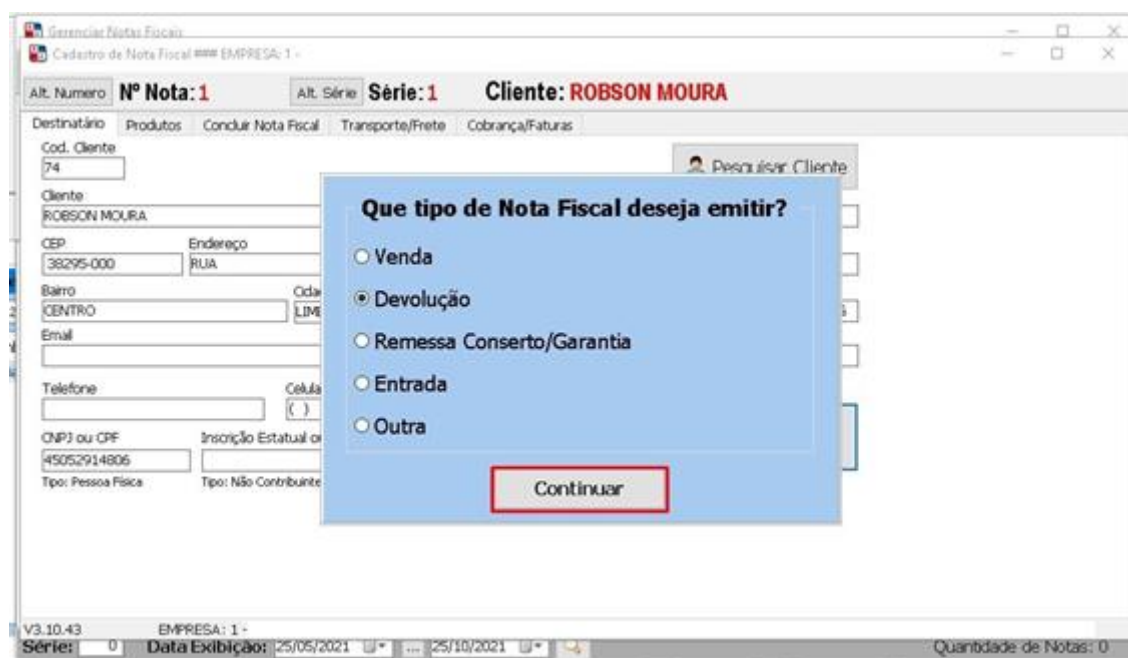 Gerenciar Notas Fiscais
Cadastro de Nota Fiscal ### EMPRESA: 1 -
Alt. Numero Nº Nota: 1 Alt. Série Série: 1 Cliente: ROBSON MOURA
Destinatário Produtos Concluir Nota Fiscal Transporte/Frete Cobrança/Faturas
Cod. Cliente
74
Pesquisar Cliente
Cliente
ROBSON MOURA
CEP Endereço
38295-000 RUA
Bairro
CENTRO
Email
Telefone
( )
CNPJ ou CPF Inscrição Estatual
45052914806
Tipo: Pessoa Física Tipo: Não Contribuinte
Que tipo de Nota Fiscal deseja emitir?
Venda
Devolução
Remessa Conserto/Garantia
Entrada
Outra
Continuar
V3.10.43 EMPRESA: 1 -
Série: 0 Data Exibição: 25/05/2021 ... 25/10/2021 Quantidade de Notas: 0